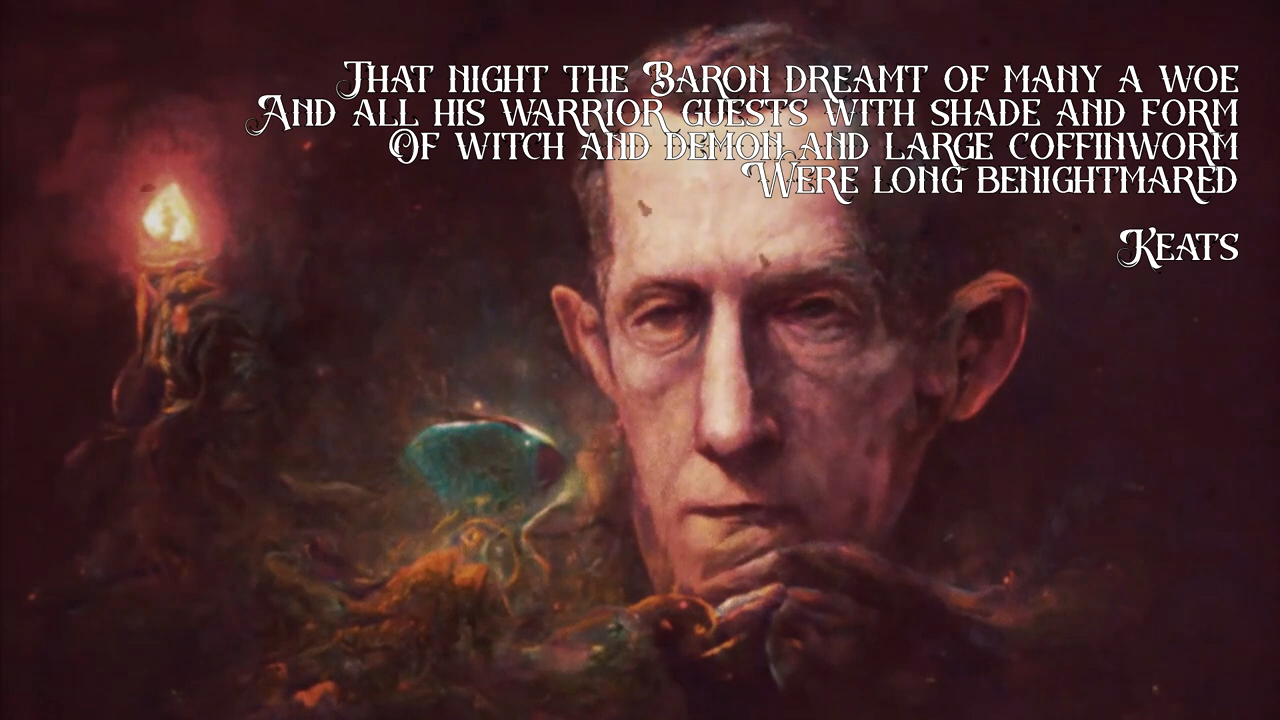 That night the Baron dreamt of many a woe
And all his warrior guests with shade and form
Of witch and demon and large coffinworm
Were long benightmared
Keats